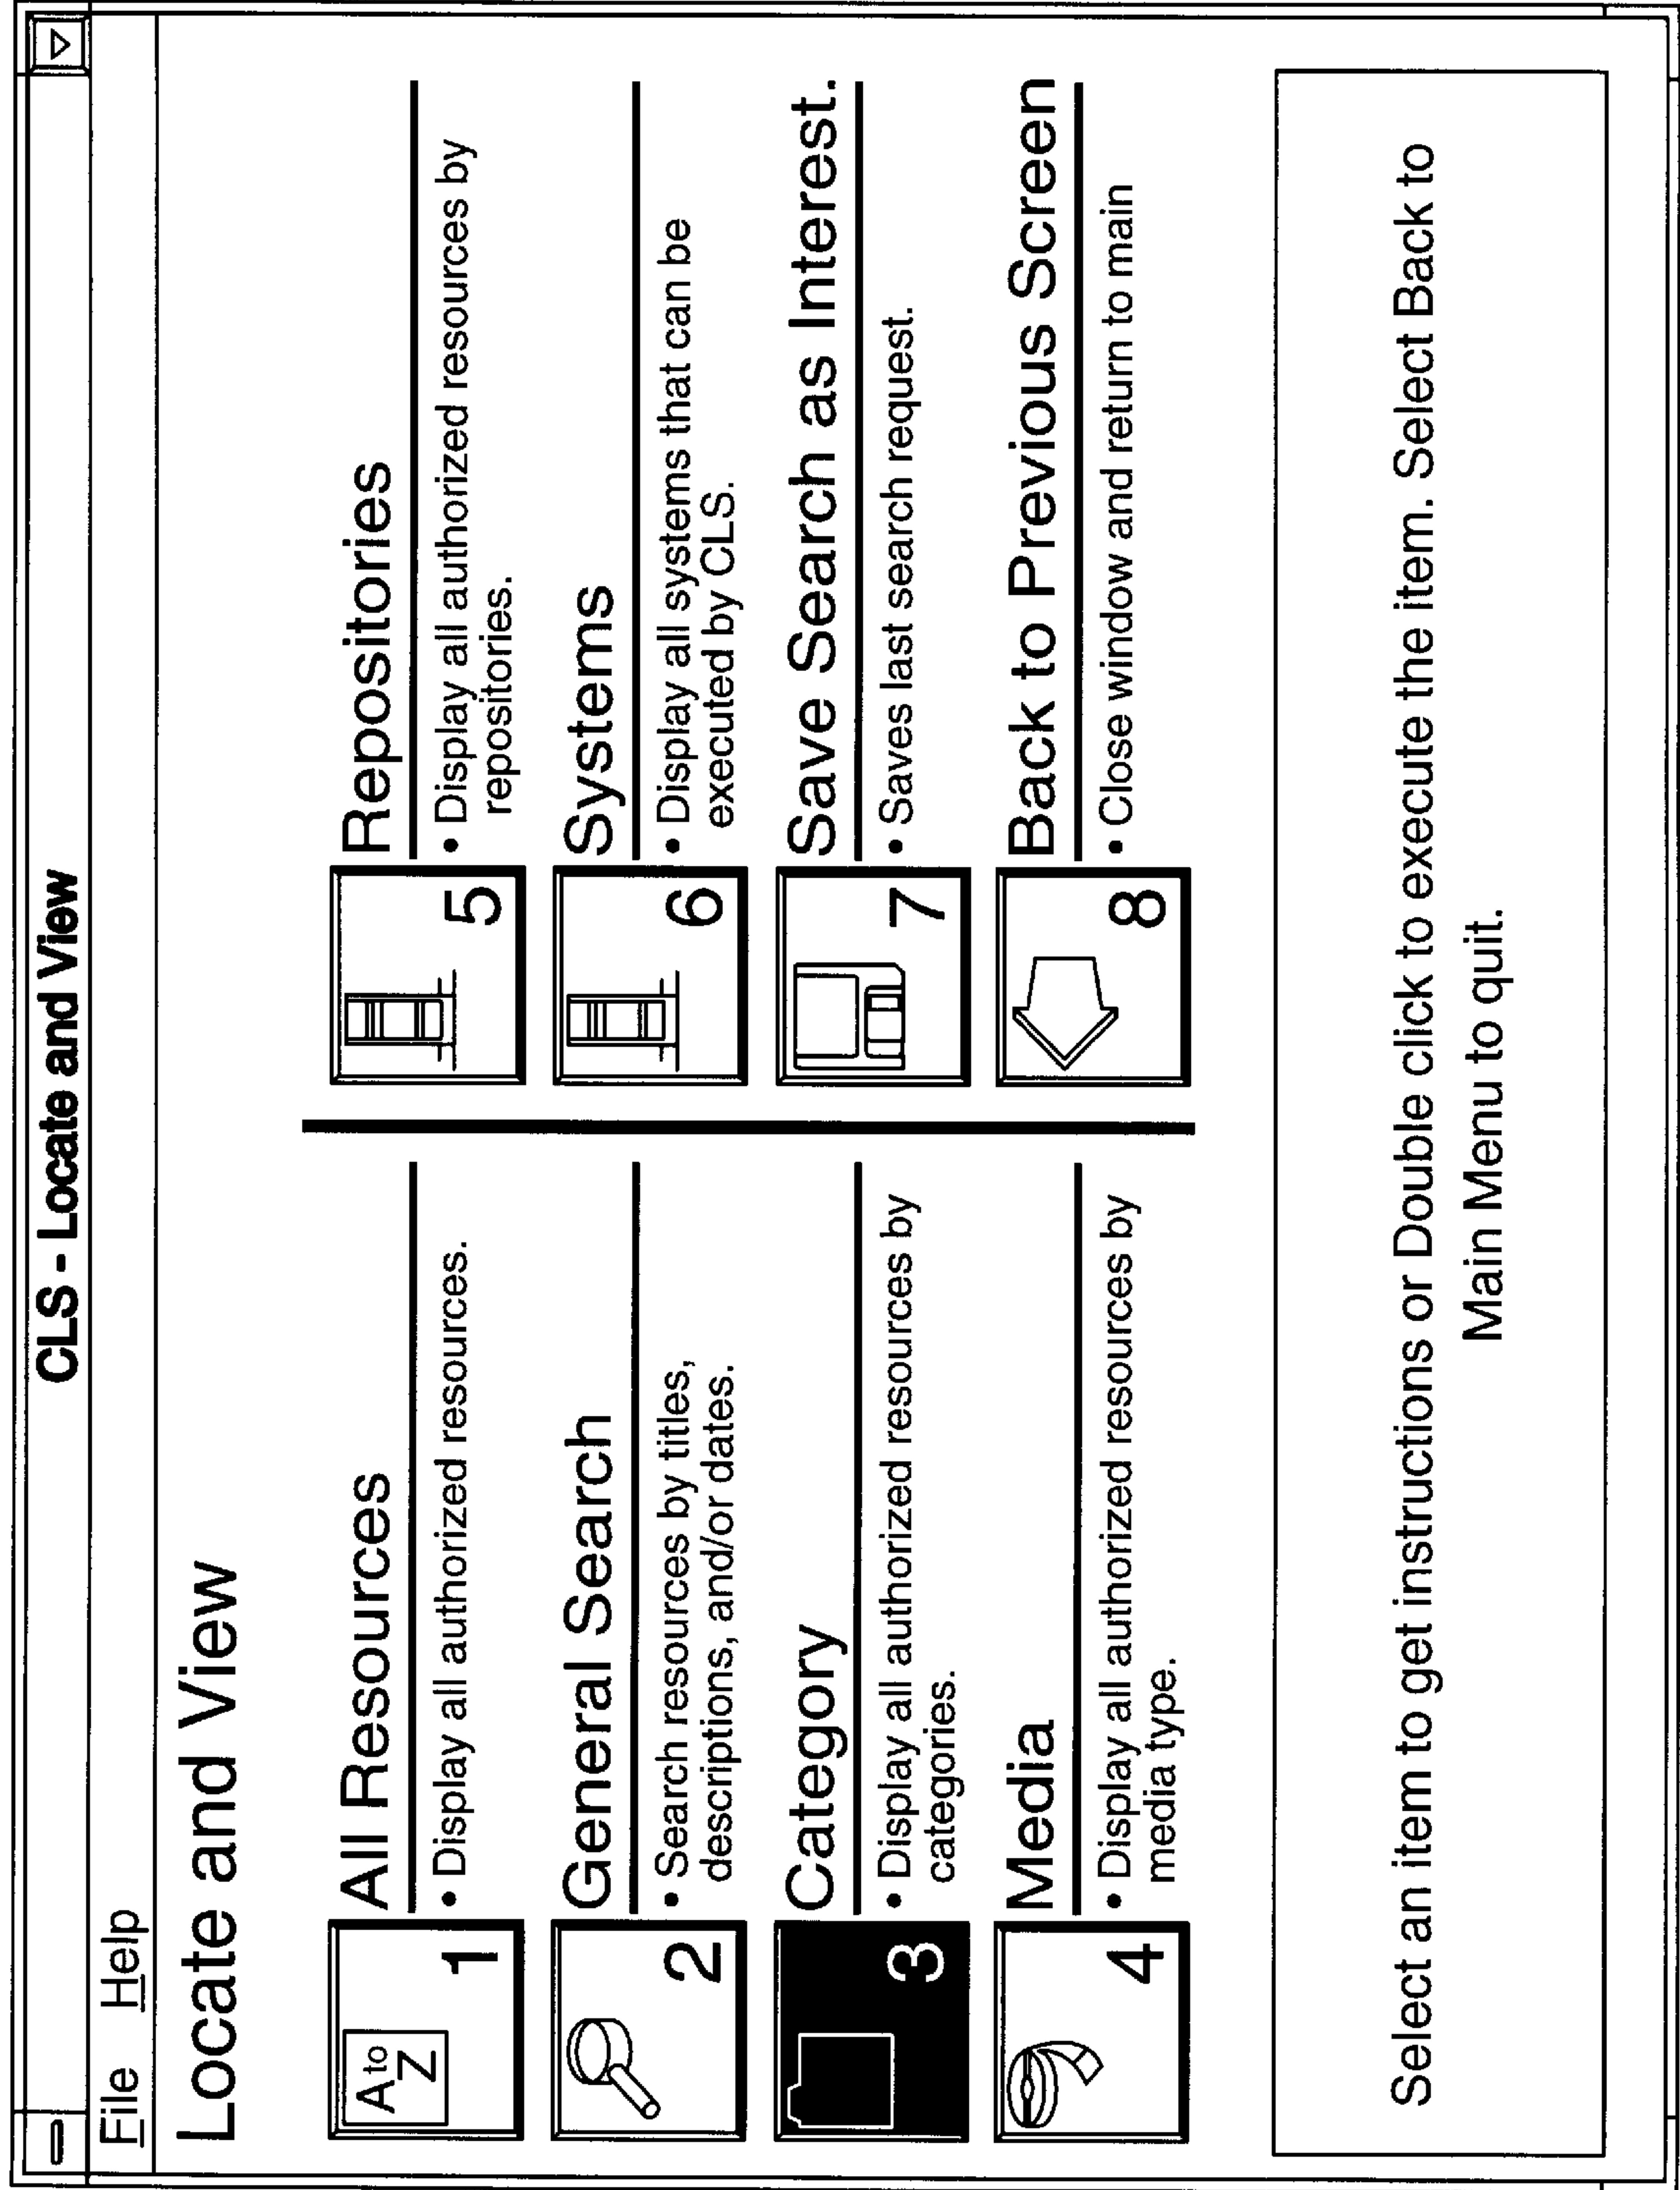 CLS - Locate and View
File Help
Locate and View
A to
Z
1
All Resources
• Display all authorized resources.
2
General Search
• Search resources by titles,
descriptions, and/or dates.
3
Category
• Display all authorized resources by
categories.
4
Media
• Display all authorized resources by
media type.
5
Repositories
• Display all authorized resources by
repositories.
6
Systems
• Display all systems that can be
executed by CLS.
7
Save Search as Interest.
• Saves last search request.
8
Back to Previous Screen
• Close window and return to main
Select an item to get instructions or Double click to execute the item. Select Back to
Main Menu to quit.